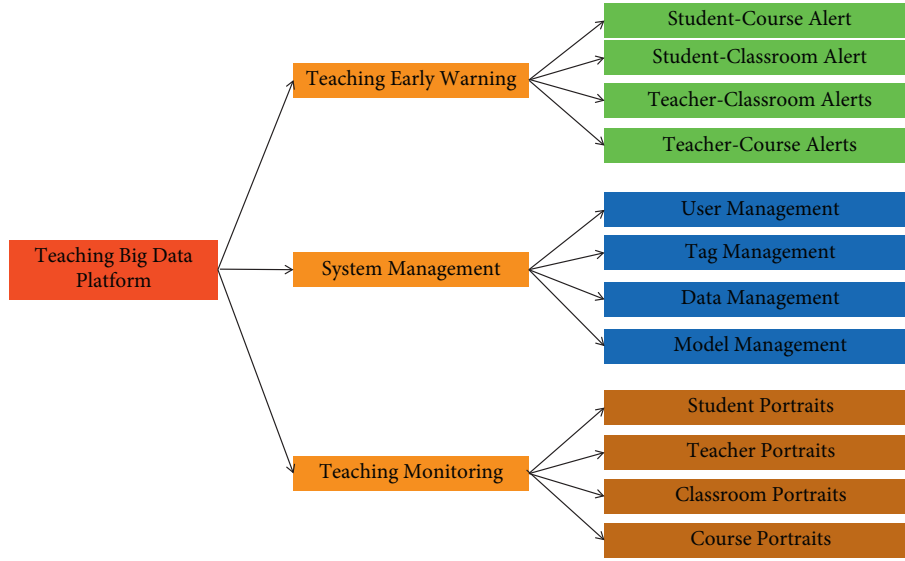 Teaching Big Data
Platform
Teaching Early Warning
Student-Course Alert
Student-Classroom Alert
Teacher-Classroom Alerts
Teacher-Course Alerts
System Management
User Management
Tag Management
Data Management
Model Management
Teaching Monitoring
Student Portraits
Teacher Portraits
Classroom Portraits
Course Portraits